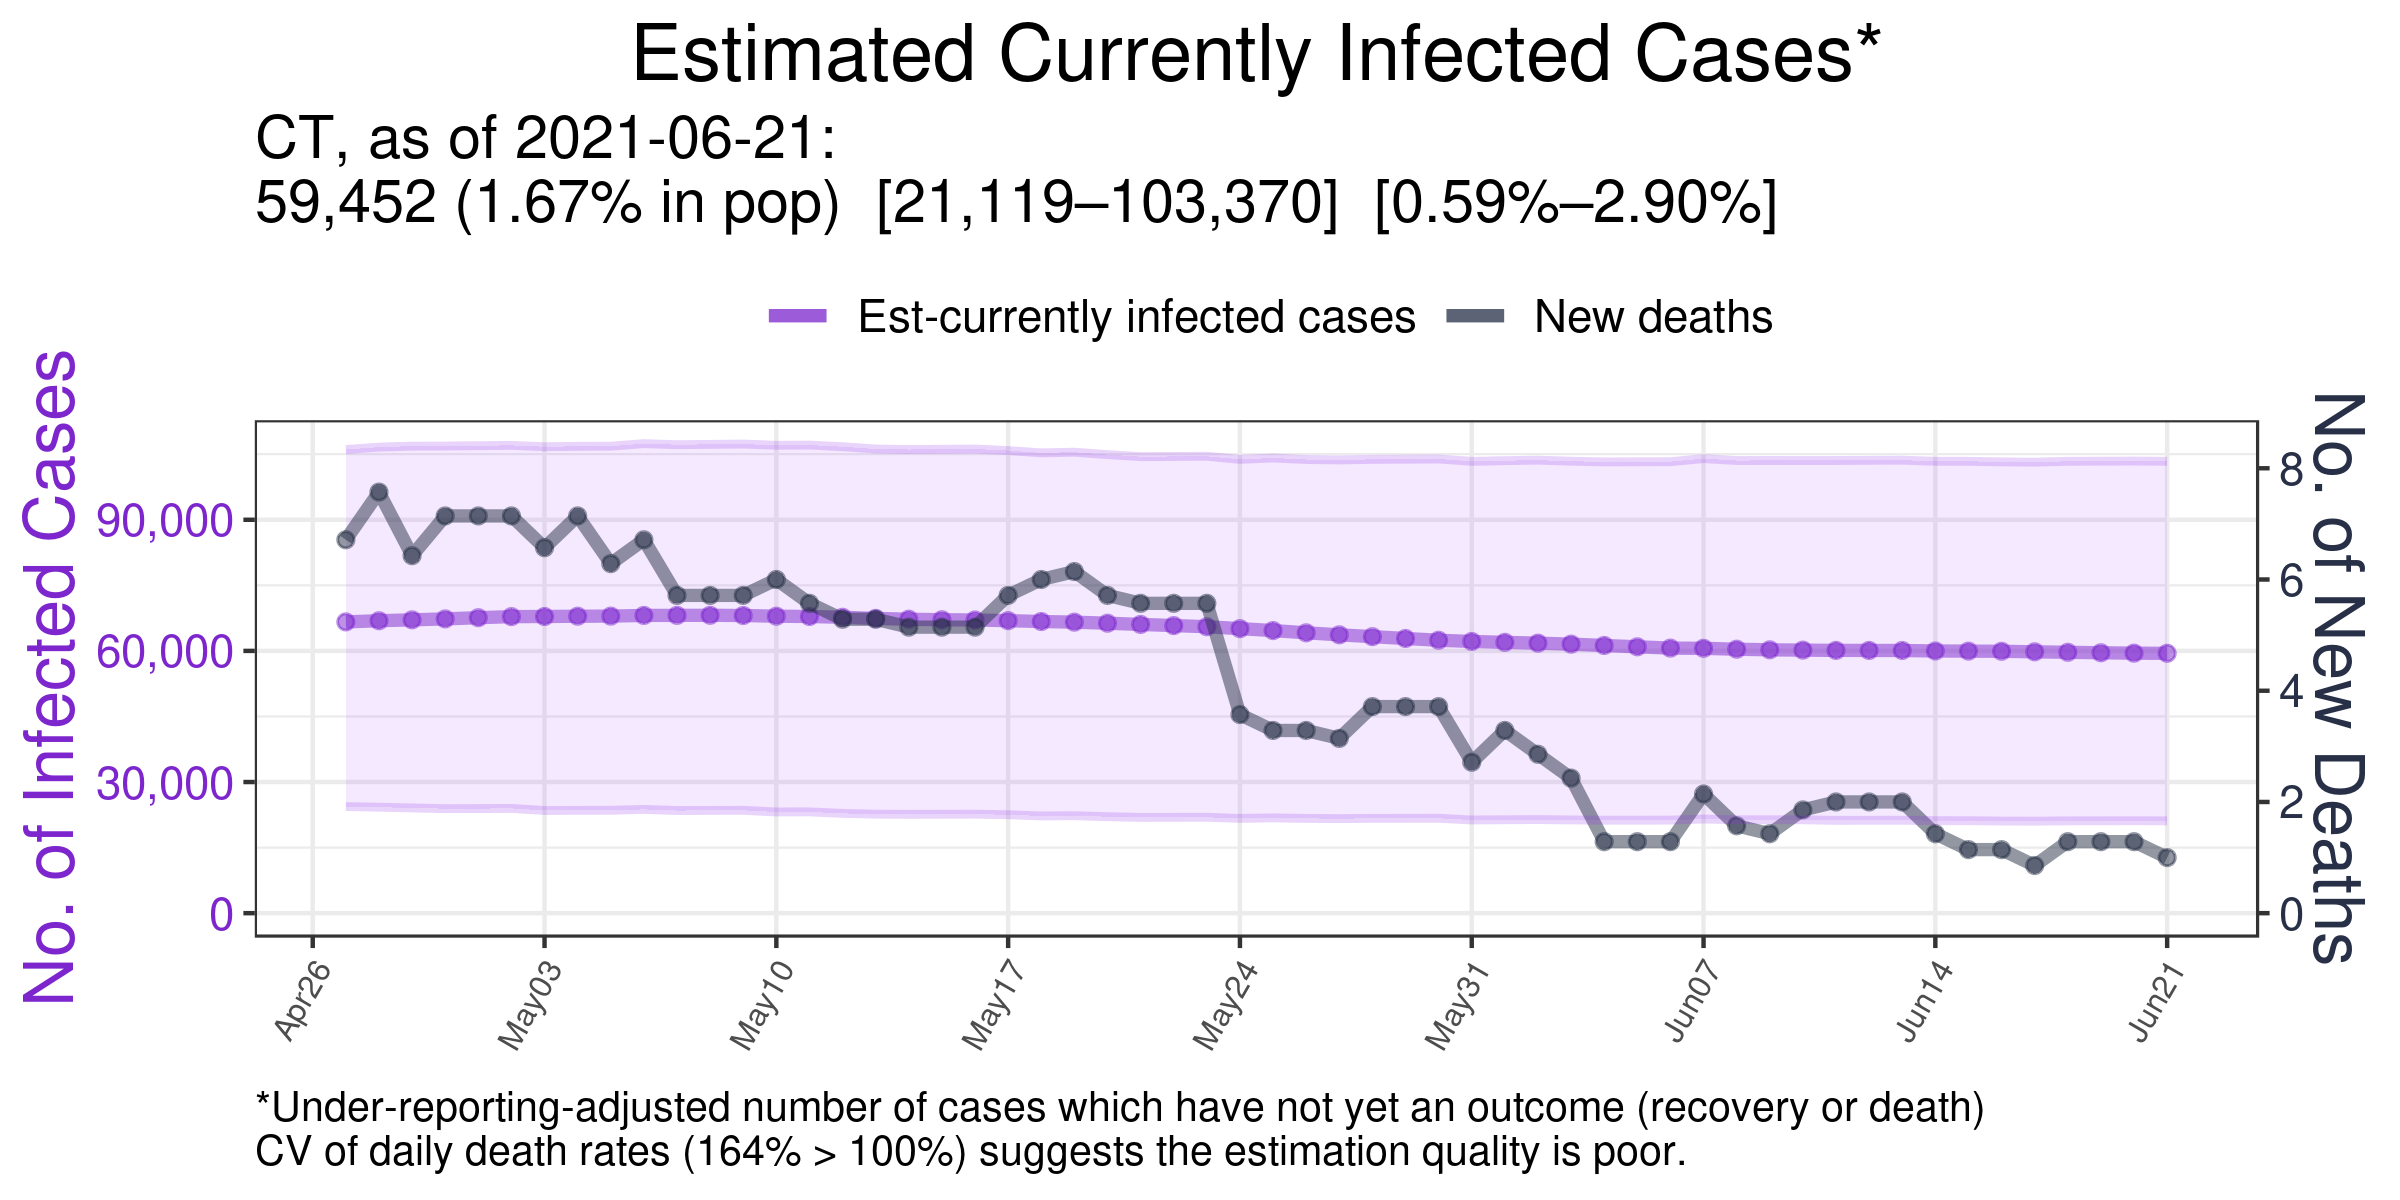 Estimated Currently Infected Cases*
CT, as of 2021-06-21:
59,452 (1.67% in pop)  [21,119–103,370]  [0.59%–2.90%]
Est-currently infected cases
New deaths
No. of Infected Cases
90,000
60,000
30,000
0
8
6
4
2
0
No. of New Deaths
Apr26
May03
May10
May17
May24
May31
Jun07
Jun14
Jun21
*Under-reporting-adjusted number of cases which have not yet an outcome (recovery or death)
CV of daily death rates (164% > 100%) suggests the estimation quality is poor.